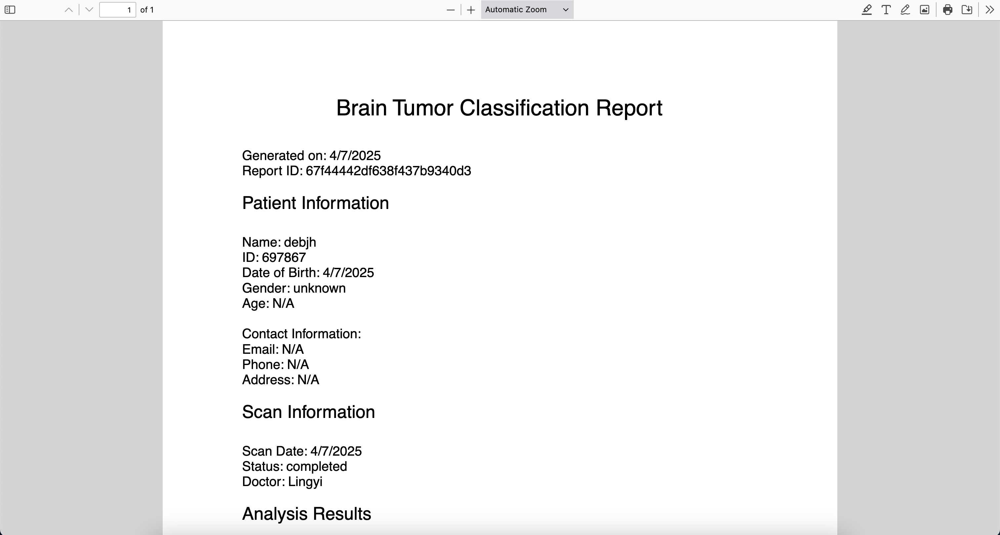 1 of 1
Automatic Zoom
Brain Tumor Classification Report
Generated on: 4/7/2025
Report ID: 67f44442df638f437b9340d3
Patient Information
Name: debjh
ID: 697867
Date of Birth: 4/7/2025
Gender: unknown
Age: N/A
Contact Information:
Email: N/A
Phone: N/A
Address: N/A
Scan Information
Scan Date: 4/7/2025
Status: completed
Doctor: Lingyi
Analysis Results